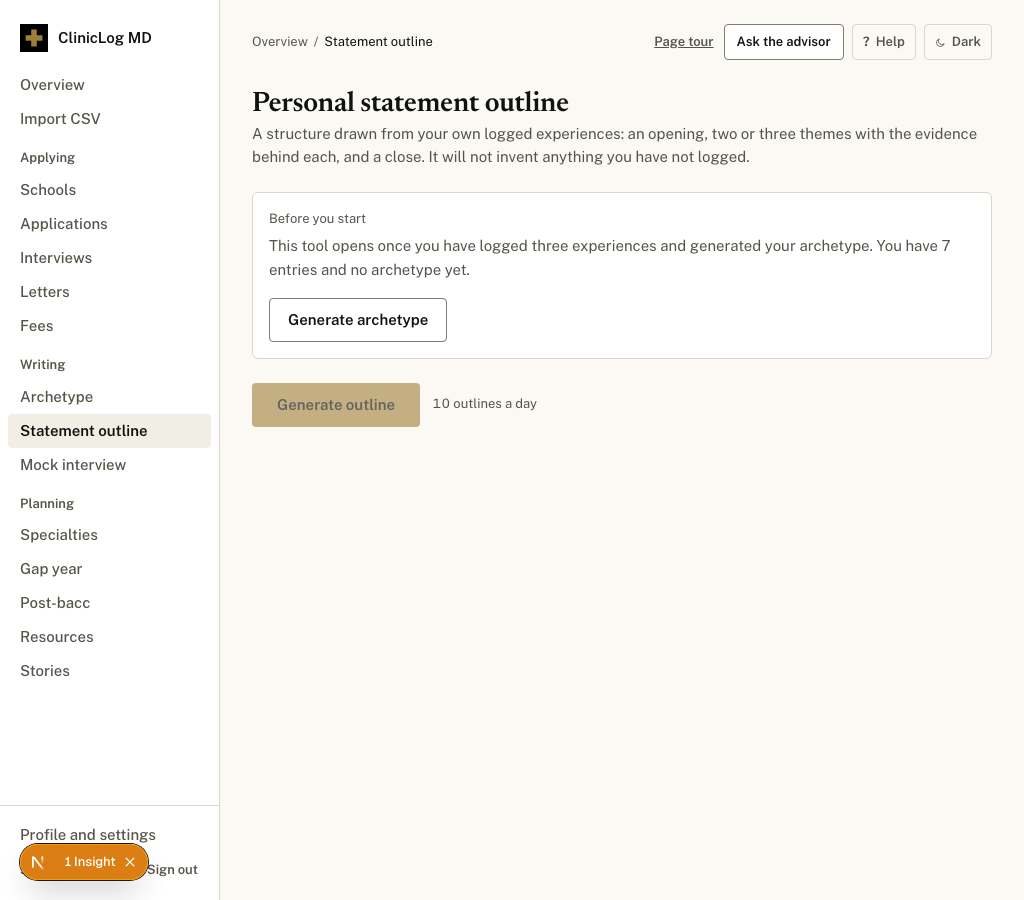 ClinicLog MD
Overview
Import CSV
Applying
Schools
Applications
Interviews
Letters
Fees
Writing
Archetype
Statement outline
Mock interview
Planning
Specialties
Gap year
Post-bacc
Resources
Stories
Profile and settings
Sign out
1 Insight
Overview / Statement outline
Page tour
Ask the advisor
? Help
Dark
Personal statement outline
A structure drawn from your own logged experiences: an opening, two or three themes with the evidence
behind each, and a close. It will not invent anything you have not logged.
Before you start
This tool opens once you have logged three experiences and generated your archetype. You have 7
entries and no archetype yet.
Generate archetype
Generate outline
10 outlines a day